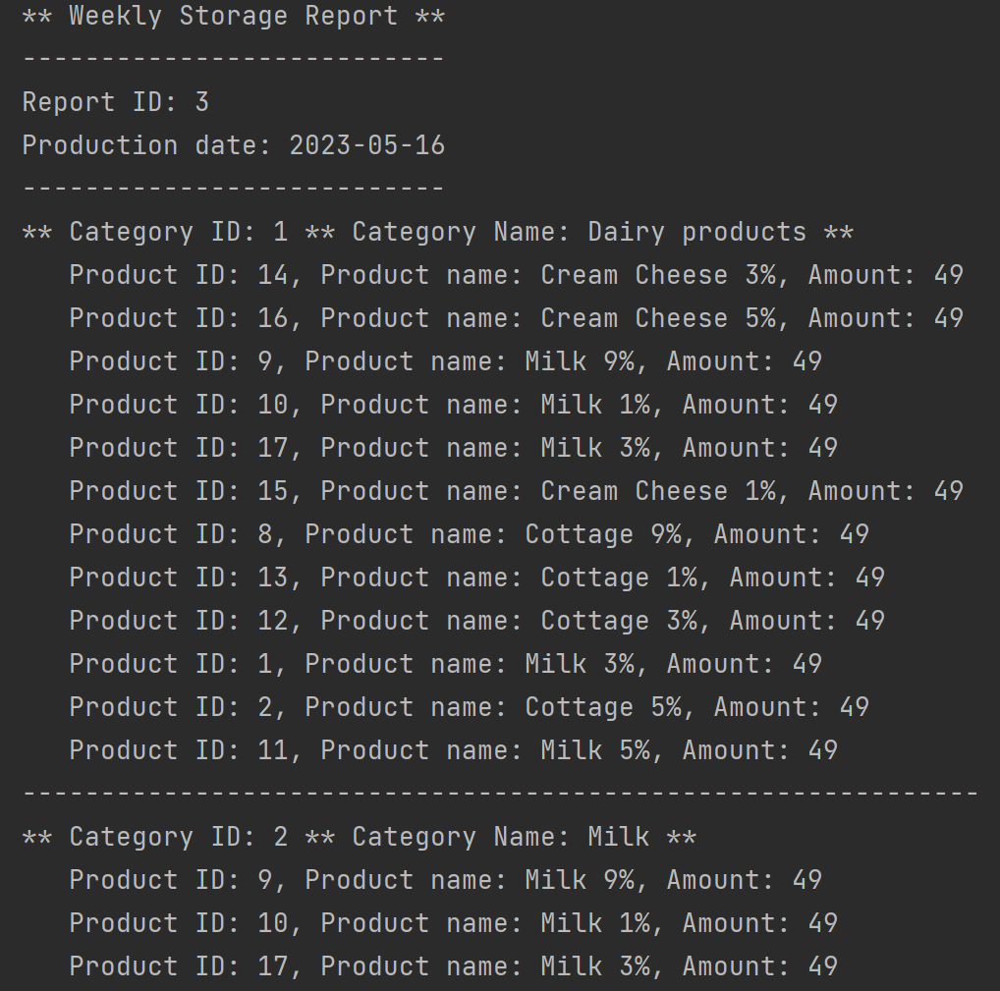 ** Weekly Storage Report **
---------------------------
Report ID: 3
Production date: 2023-05-16
---------------------------
** Category ID: 1 ** Category Name: Dairy products **
   Product ID: 14, Product name: Cream Cheese 3%, Amount: 49
   Product ID: 16, Product name: Cream Cheese 5%, Amount: 49
   Product ID: 9, Product name: Milk 9%, Amount: 49
   Product ID: 10, Product name: Milk 1%, Amount: 49
   Product ID: 17, Product name: Milk 3%, Amount: 49
   Product ID: 15, Product name: Cream Cheese 1%, Amount: 49
   Product ID: 8, Product name: Cottage 9%, Amount: 49
   Product ID: 13, Product name: Cottage 1%, Amount: 49
   Product ID: 12, Product name: Cottage 3%, Amount: 49
   Product ID: 1, Product name: Milk 3%, Amount: 49
   Product ID: 2, Product name: Cottage 5%, Amount: 49
   Product ID: 11, Product name: Milk 5%, Amount: 49
-------------------------------------------------------------
** Category ID: 2 ** Category Name: Milk **
   Product ID: 9, Product name: Milk 9%, Amount: 49
   Product ID: 10, Product name: Milk 1%, Amount: 49
   Product ID: 17, Product name: Milk 3%, Amount: 49